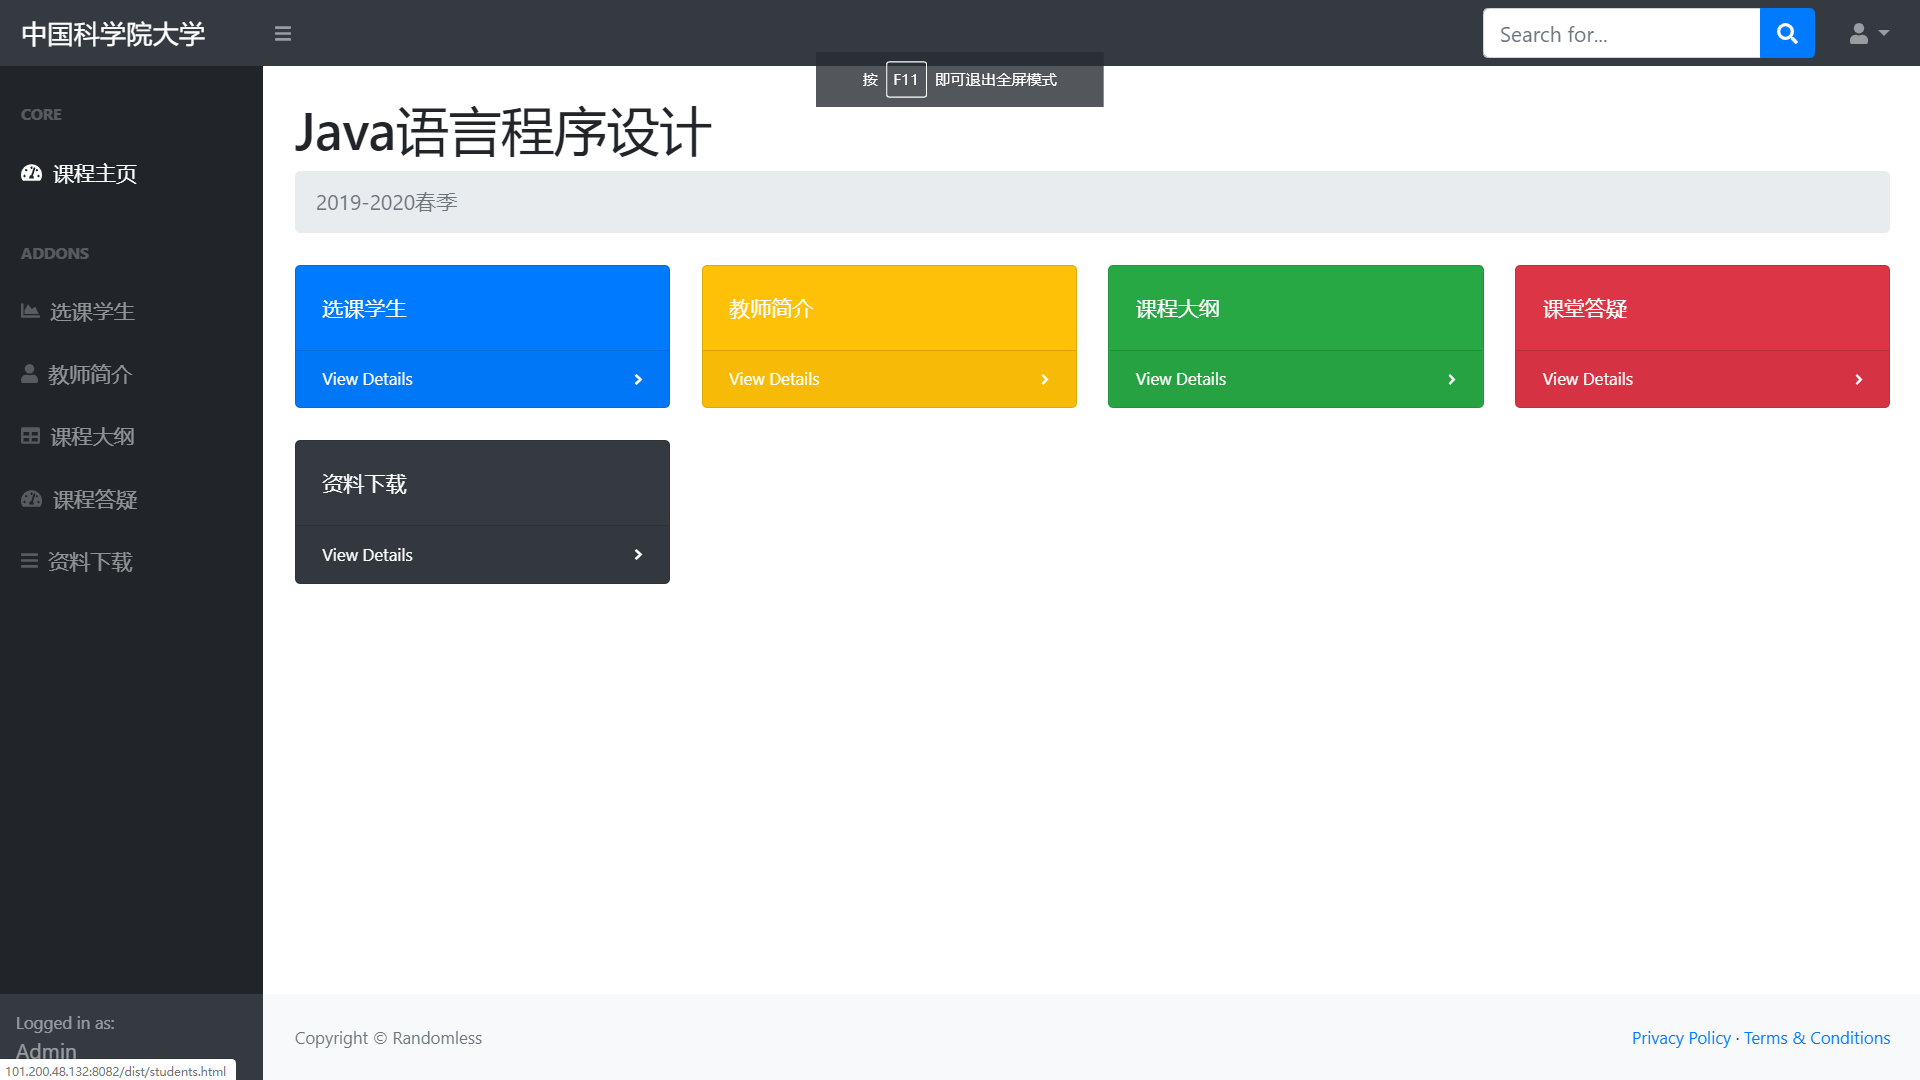 中国科学院大学
Search for...
按 F11 即可退出全屏模式
CORE
课程主页
ADDONS
选课学生
教师简介
课程大纲
课程答疑
资料下载
Java语言程序设计
2019-2020春季
选课学生
View Details
教师简介
View Details
课程大纲
View Details
课堂答疑
View Details
资料下载
View Details
Logged in as:
Admin
101.200.48.132:8082/dist/students.html
Copyright © Randomless
Privacy Policy · Terms & Conditions